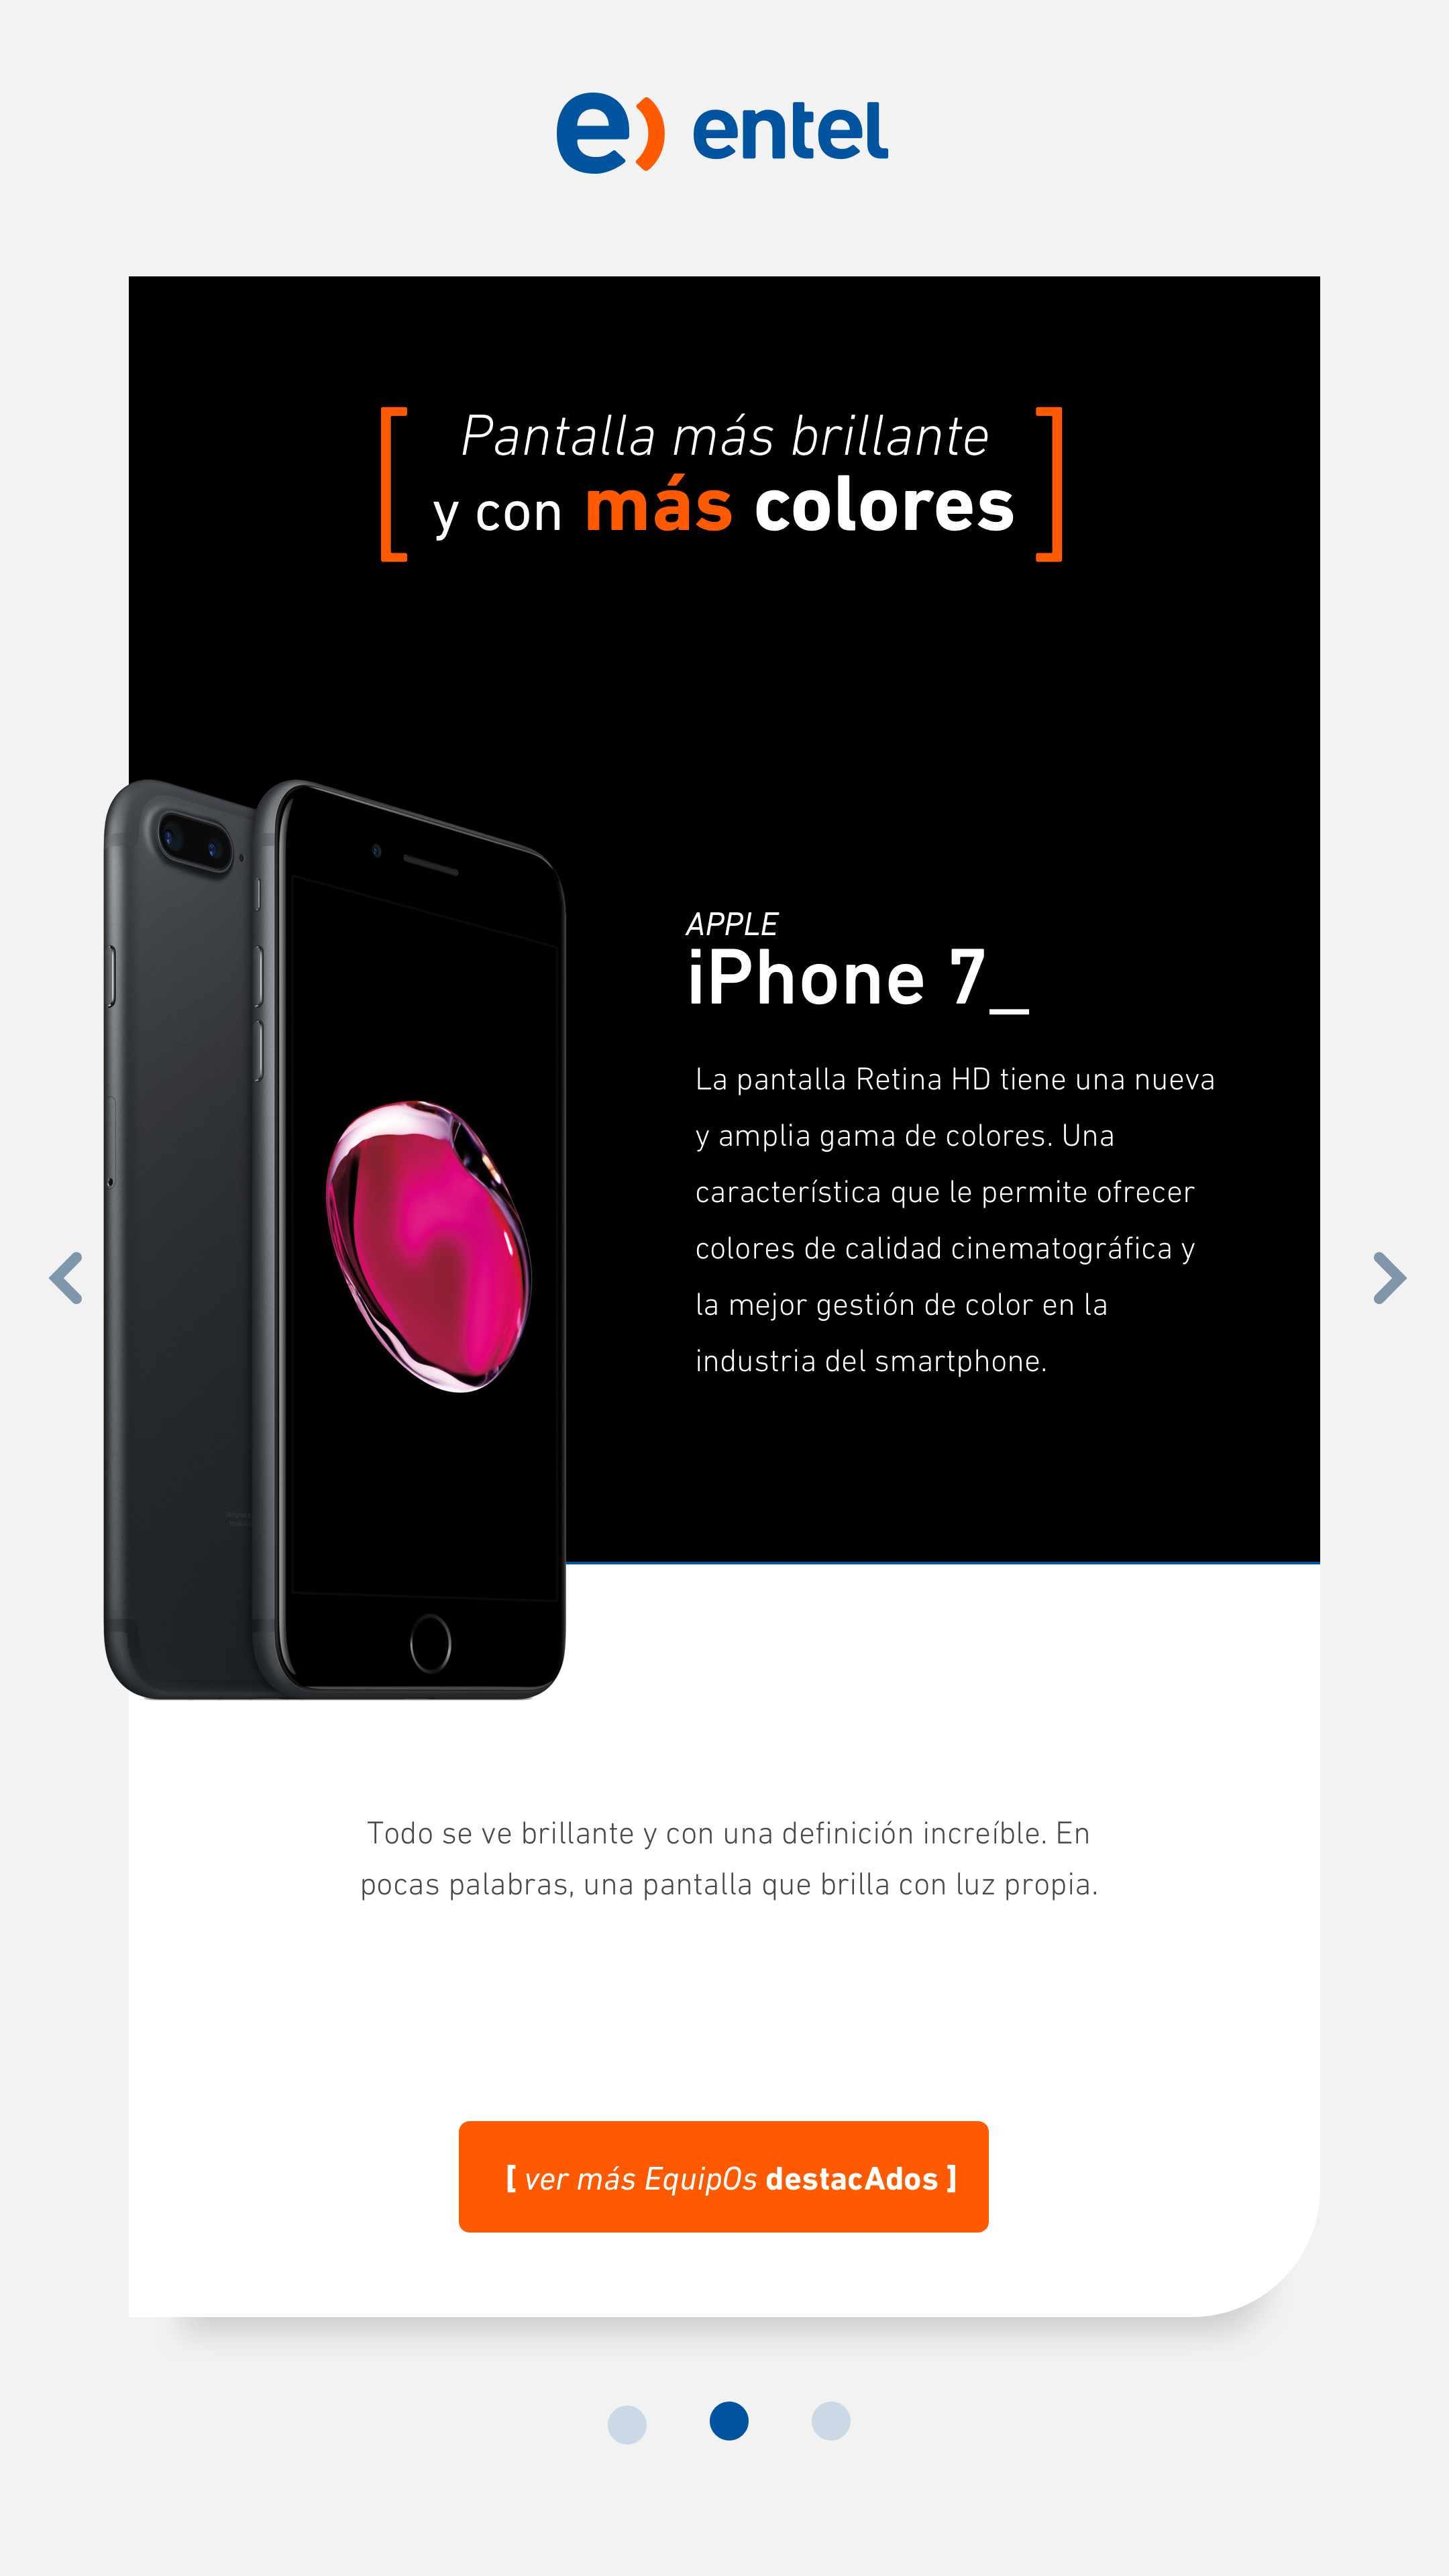 entel
Pantalla más brillante
y con más colores
APPLE
iPhone 7_
La pantalla Retina HD tiene una nueva
y amplia gama de colores. Una
característica que le permite ofrecer
colores de calidad cinematográfica y
la mejor gestión de color en la
industria del smartphone.
Todo se ve brillante y con una definición increíble. En
pocas palabras, una pantalla que brilla con luz propia.
[ ver más EquipOs destacAdos ]